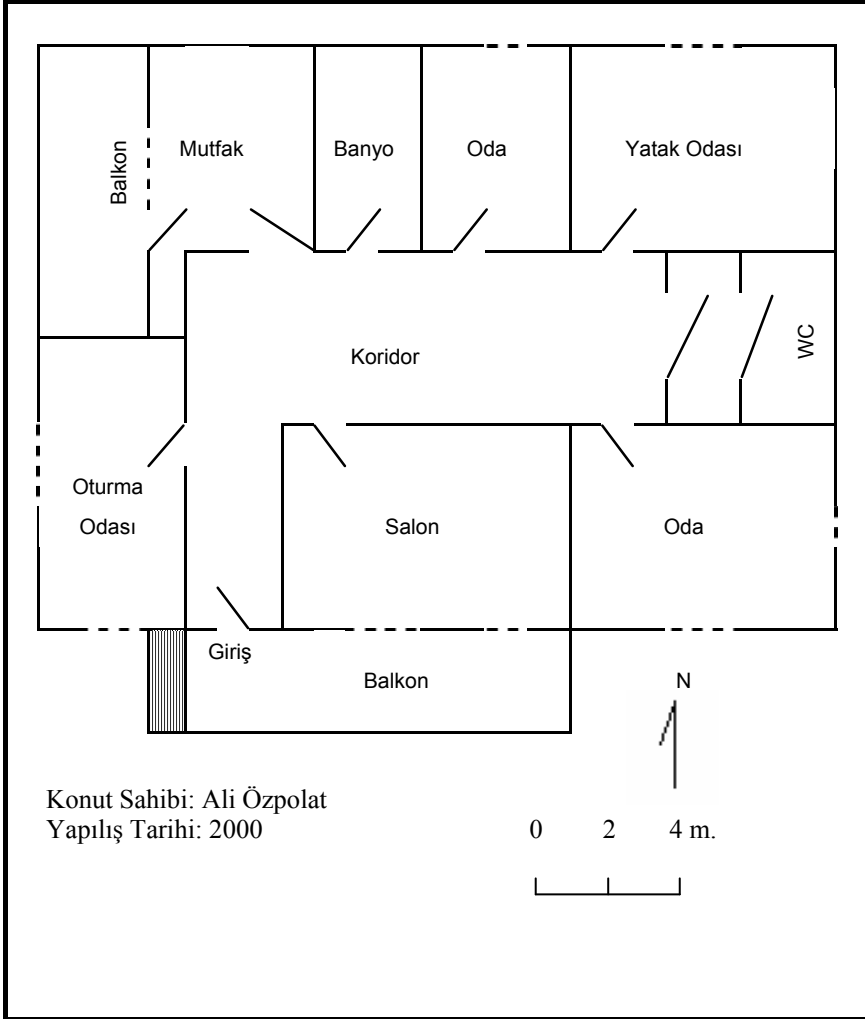 Balkon
Mutfak
Banyo
Oda
Yatak Odası
Koridor
WC
Oturma
Odası
Salon
Oda
Giriş
Balkon
N
Konut Sahibi: Ali Özpolat
Yapılış Tarihi: 2000
0 2 4 m.